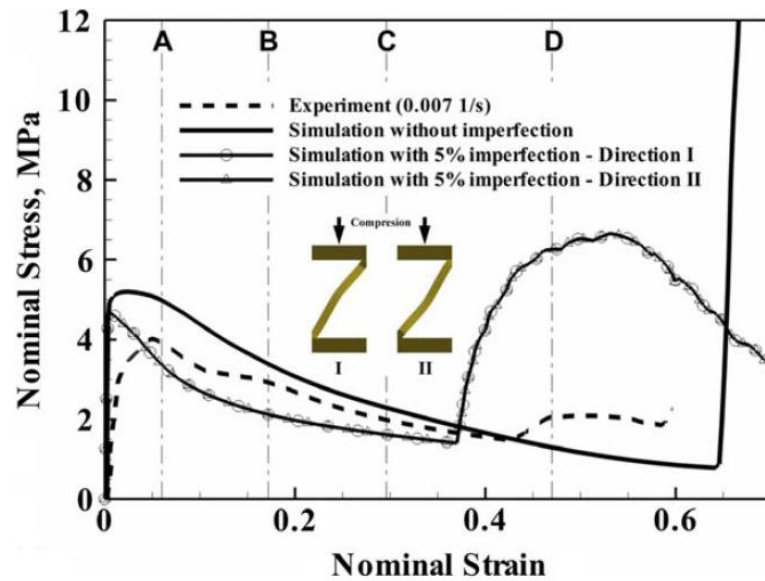 12
A B C D
10
Experiment (0.007 1/s)
Simulation without imperfection
Simulation with 5% imperfection - Direction I
8
Simulation with 5% imperfection - Direction II
Nominal Stress, MPa
6
Compresion
4
I II
2
0
0 0.2 0.4 0.6
Nominal Strain